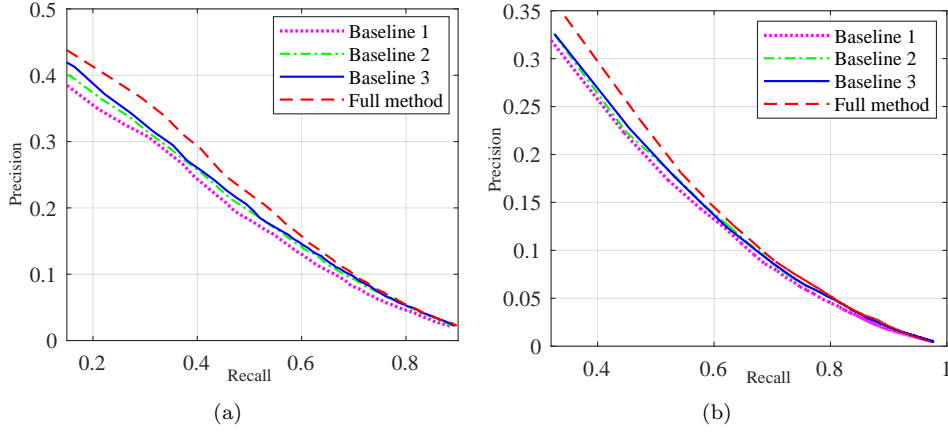 0.5
0.4
0.3
0.2
0.1
0
Precision
0.2
0.4
0.6
0.8
Recall
Baseline 1
Baseline 2
Baseline 3
Full method
(a)
0.35
0.3
0.25
0.2
0.15
0.1
0.05
0
Precision
0.4
0.6
0.8
1
Recall
Baseline 1
Baseline 2
Baseline 3
Full method
(b)